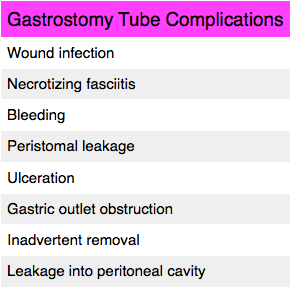 Gastrostomy Tube Complications
Wound infection
Necrotizing fasciitis
Bleeding
Peristomal leakage
Ulceration
Gastric outlet obstruction
Inadvertent removal
Leakage into peritoneal cavity